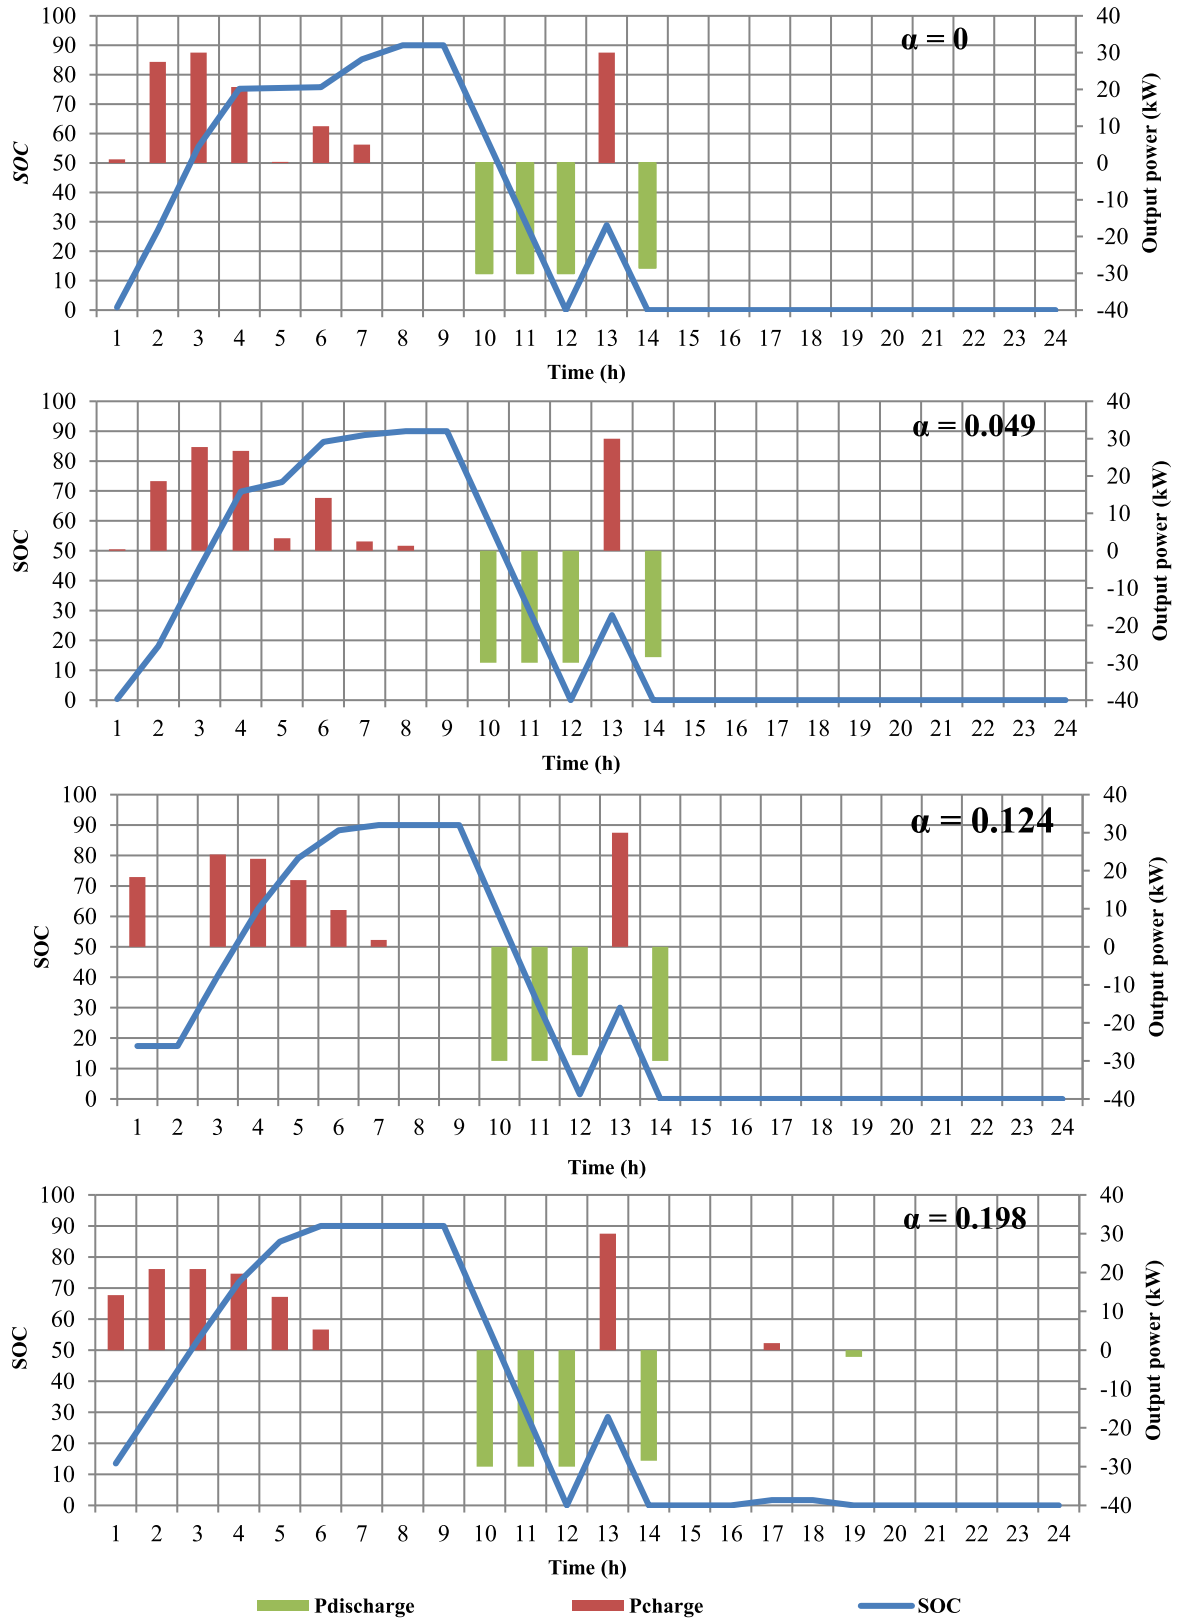 α = 0
100 90 80 70 60 50 40 30 20 10 0
SOC
40 30 20 10 0 -10 -20 -30 -40
Output power (kW)
1 2 3 4 5 6 7 8 9 10 11 12 13 14 15 16 17 18 19 20 21 22 23 24
Time (h)
α = 0.049
100 90 80 70 60 50 40 30 20 10 0
SOC
40 30 20 10 0 -10 -20 -30 -40
Output power (kW)
1 2 3 4 5 6 7 8 9 10 11 12 13 14 15 16 17 18 19 20 21 22 23 24
Time (h)
α = 0.124
100 90 80 70 60 50 40 30 20 10 0
SOC
40 30 20 10 0 -10 -20 -30 -40
Output power (kW)
1 2 3 4 5 6 7 8 9 10 11 12 13 14 15 16 17 18 19 20 21 22 23 24
Time (h)
α = 0.198
100 90 80 70 60 50 40 30 20 10 0
SOC
40 30 20 10 0 -10 -20 -30 -40
Output power (kW)
1 2 3 4 5 6 7 8 9 10 11 12 13 14 15 16 17 18 19 20 21 22 23 24
Time (h)
Pdischarge Pcharge SOC